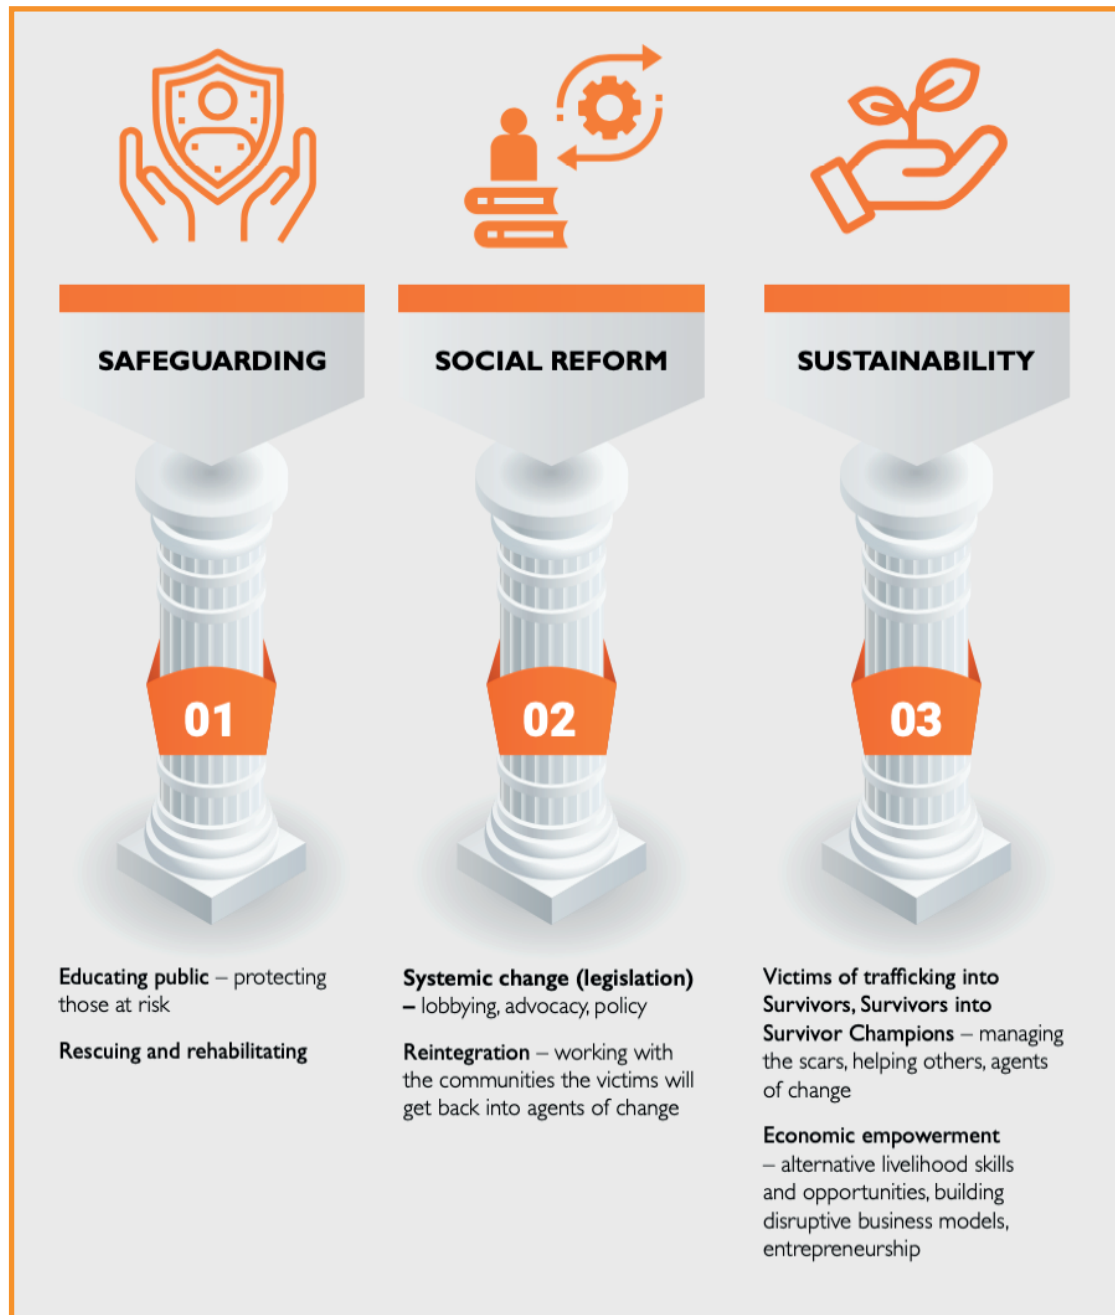 SAFEGUARDING
SOCIAL REFORM
SUSTAINABILITY
01
02
03
Educating public – protecting
those at risk
Rescuing and rehabilitating
Systemic change (legislation)
– lobbying, advocacy, policy
Reintegration – working with
the communities the victims will
get back into agents of change
Victims of trafficking into
Survivors, Survivors into
Survivor Champions – managing
the scars, helping others, agents
of change
Economic empowerment
– alternative livelihood skills
and opportunities, building
disruptive business models,
entrepreneurship